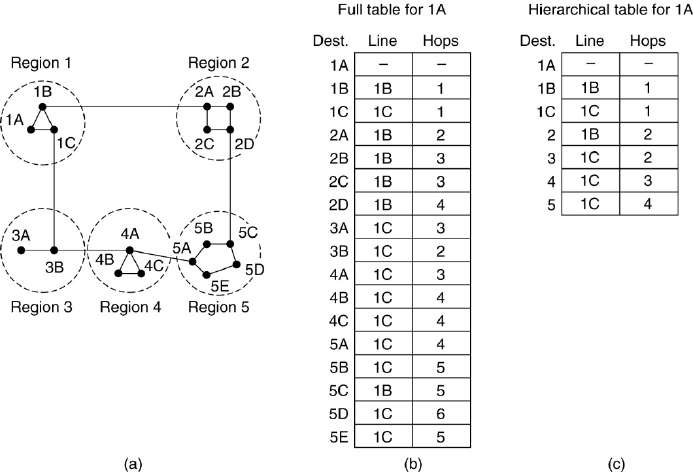 Full table for 1A
Hierarchical table for 1A
Dest. Line Hops
Dest. Line Hops
Region 1
Region 2
1B
2A 2B
1A
1C
2C 2D
3A
3B
4A
4B
4C
5B
5C
5A
5D
5E
Region 3
Region 4
Region 5
1A – –
1B 1B 1
1C 1C 1
2A 1B 2
2B 1B 3
2C 1B 3
2D 1B 4
3A 1C 3
3B 1C 2
4A 1C 3
4B 1C 4
4C 1C 4
5A 1C 4
5B 1C 5
5C 1B 5
5D 1C 6
5E 1C 5
1A – –
1B 1B 1
1C 1C 1
2 1B 2
3 1C 2
4 1C 3
5 1C 4
(a)
(b)
(c)